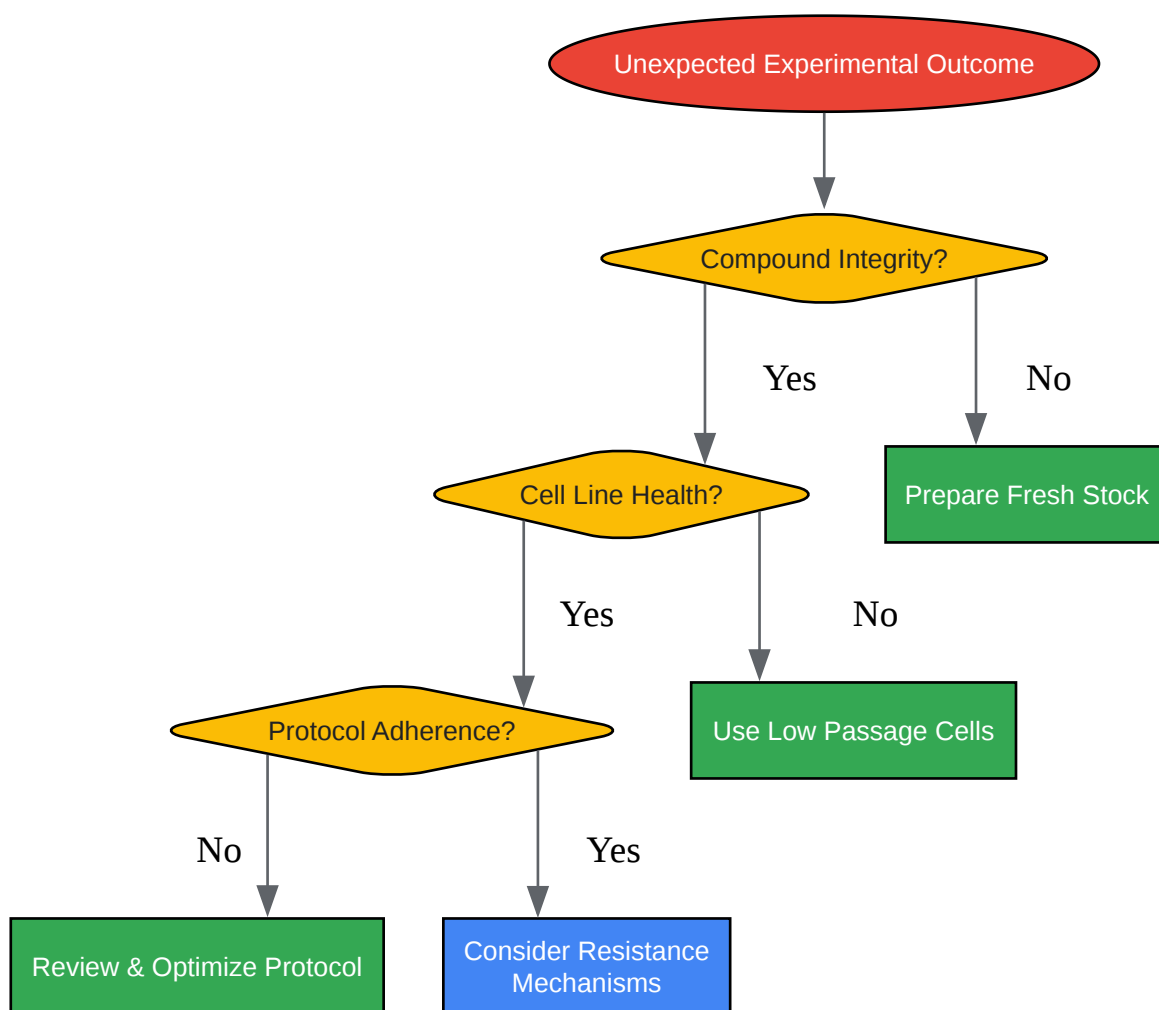 Unexpected Experimental Outcome
Compound Integrity?
Yes
No
Cell Line Health?
Prepare Fresh Stock
Yes
No
Protocol Adherence?
Use Low Passage Cells
No
Yes
Review & Optimize Protocol
Consider Resistance
Mechanisms